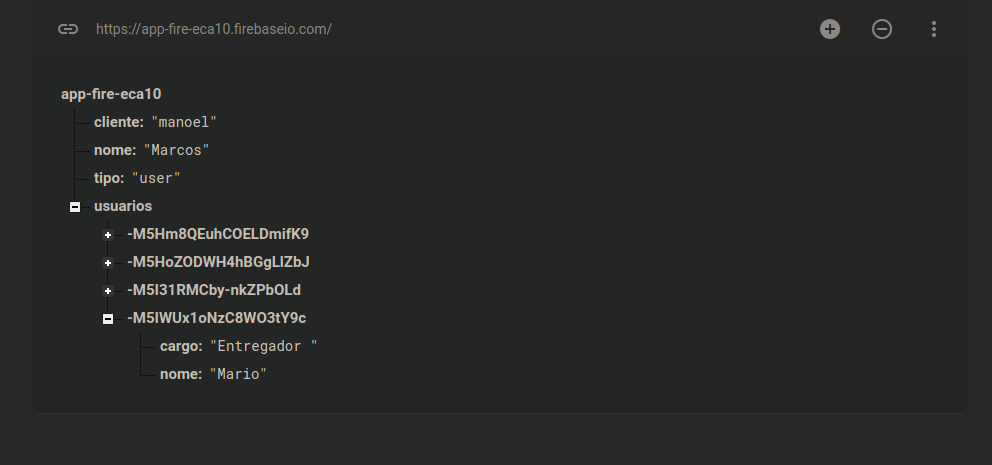 https://app-fire-eca10.firebaseio.com/
app-fire-eca10
cliente: "manoel"
nome: "Marcos"
tipo: "user"
usuarios
-M5Hm8QEuhCOELDmifK9
-M5HoZODWH4hBGgLlZbJ
-M5I31RMCby-nkZPbOLd
-M5IWUx1oNzC8WO3tY9c
cargo: "Entregador "
nome: "Mario"